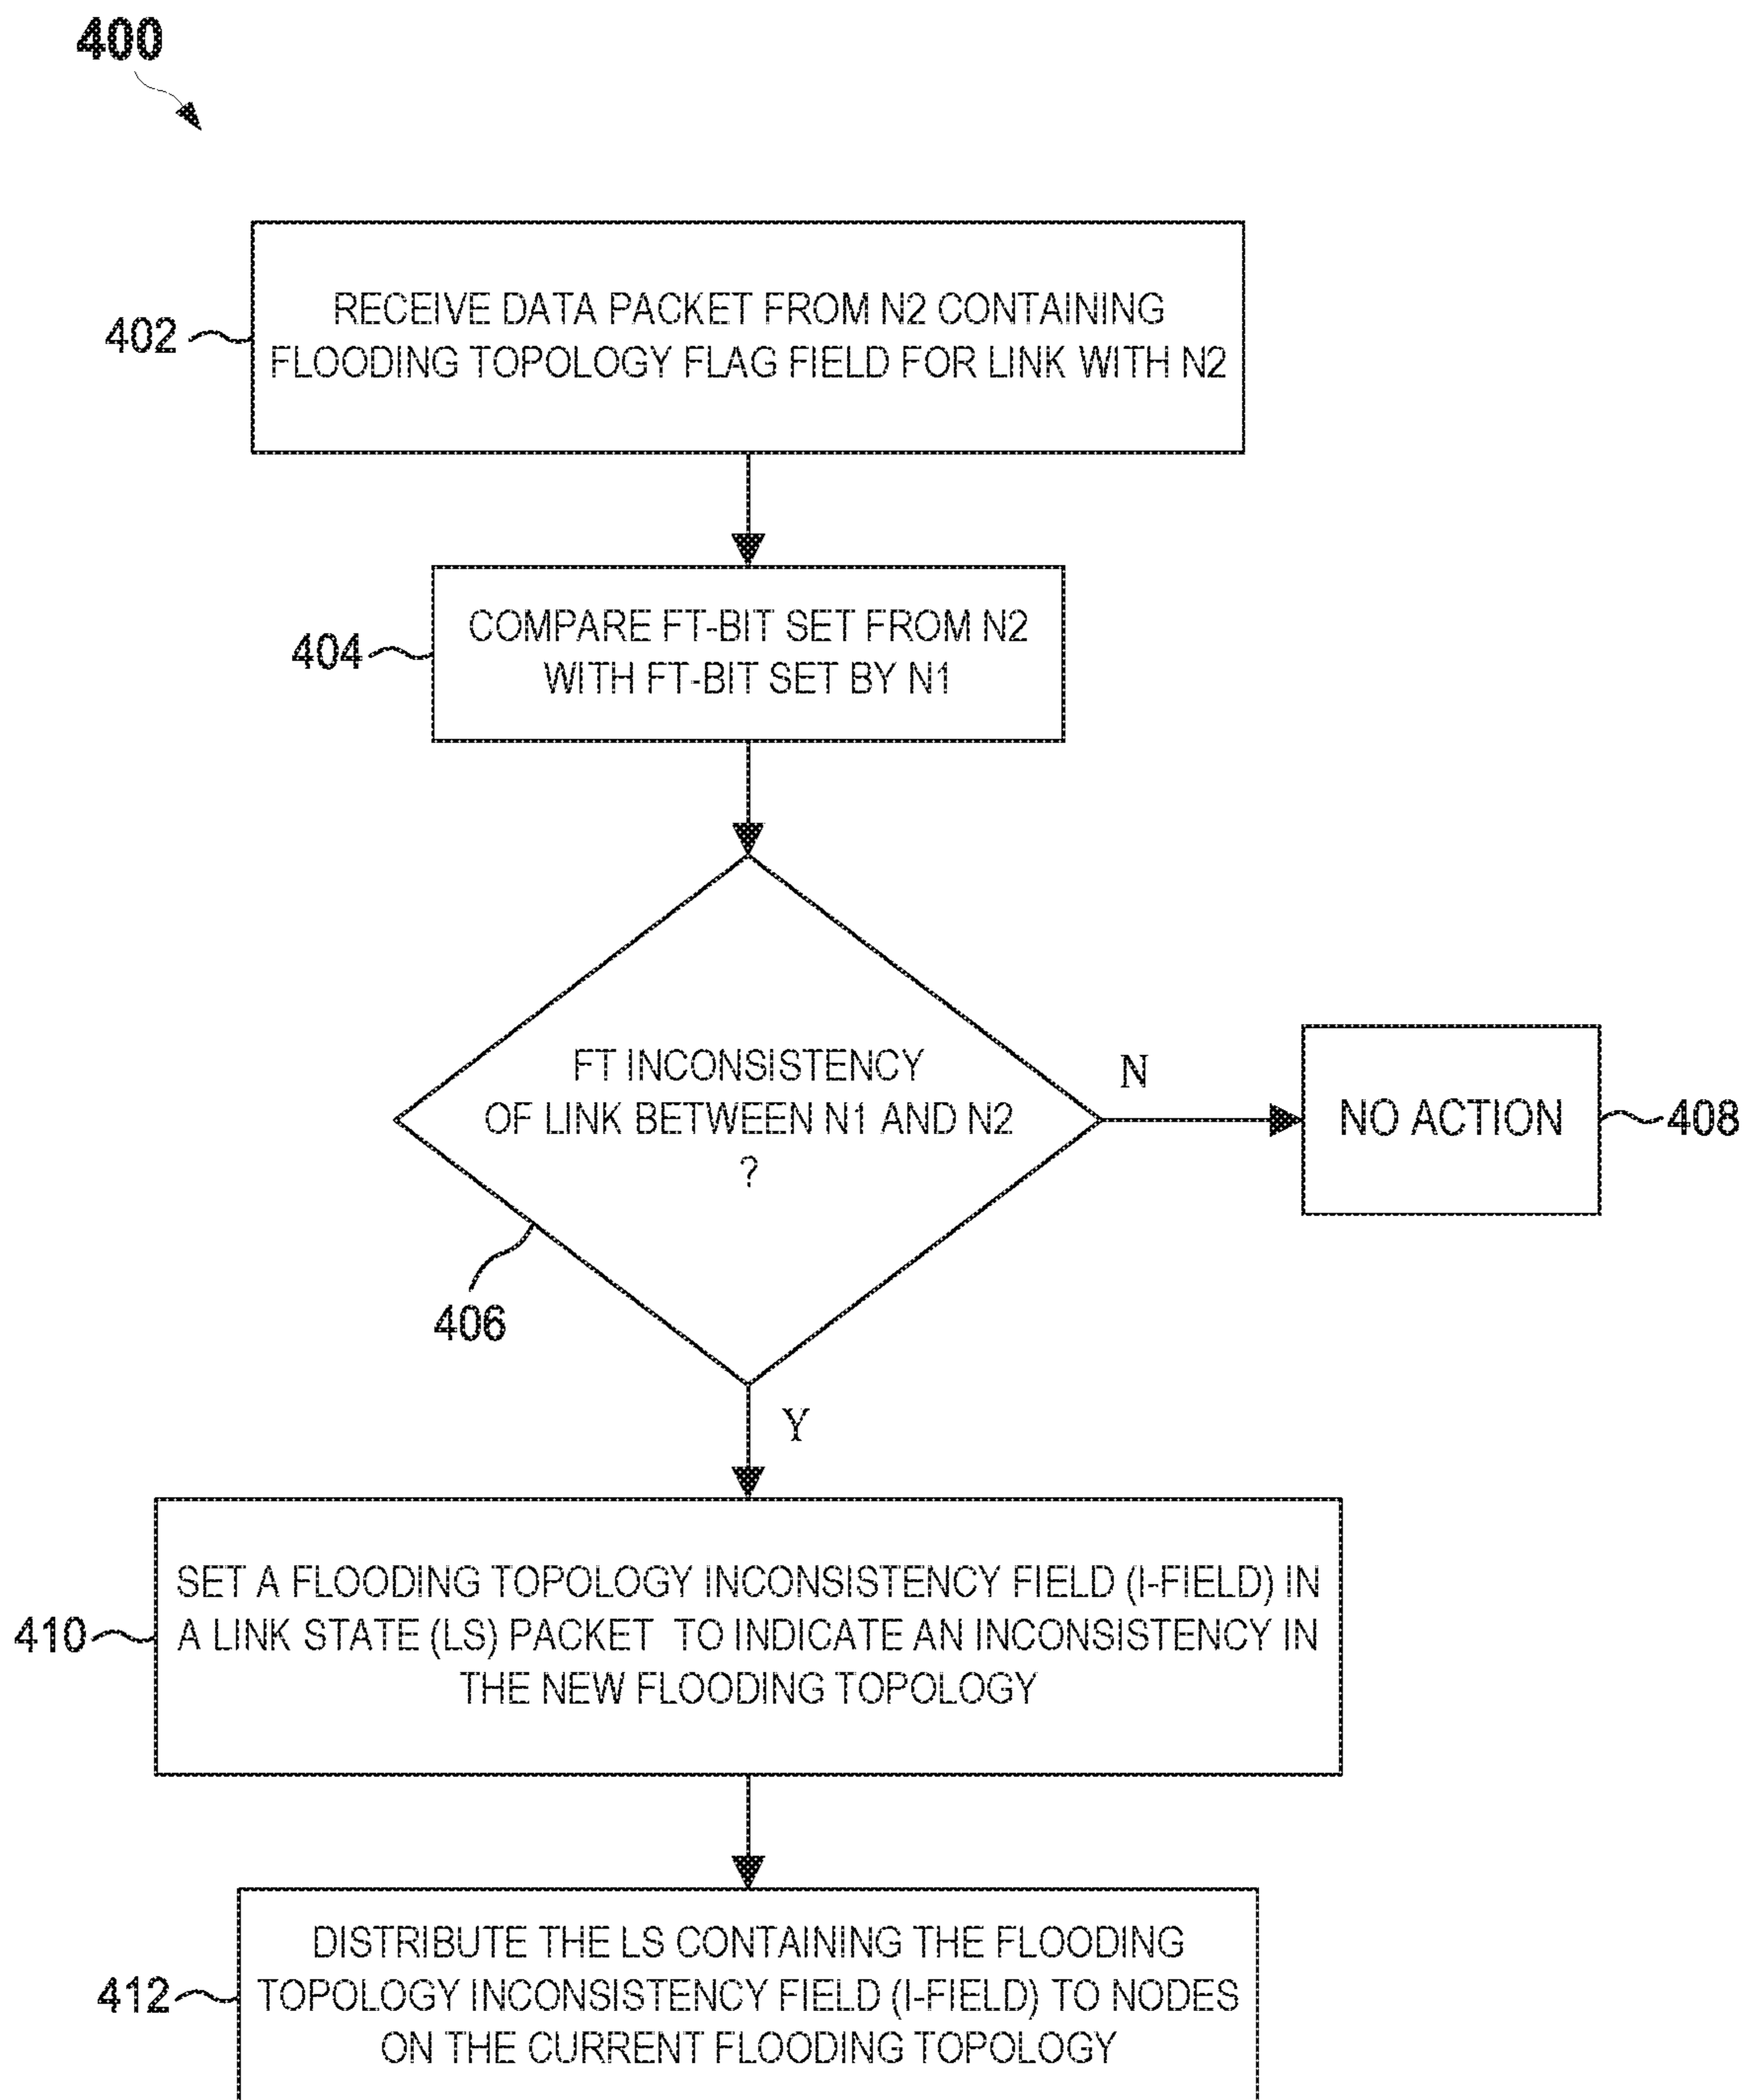 400
402
RECEIVE DATA PACKET FROM N2 CONTAINING
FLOODING TOPOLOGY FLAG FIELD FOR LINK WITH N2
404
COMPARE FT-BIT SET FROM N2
WITH FT-BIT SET BY N1
FT INCONSISTENCY
OF LINK BETWEEN N1 AND N2
?
406
N
NO ACTION
408
Y
410
SET A FLOODING TOPOLOGY INCONSISTENCY FIELD (I-FIELD) IN
A LINK STATE (LS) PACKET TO INDICATE AN INCONSISTENCY IN
THE NEW FLOODING TOPOLOGY
412
DISTRIBUTE THE LS CONTAINING THE FLOODING
TOPOLOGY INCONSISTENCY FIELD (I-FIELD) TO NODES
ON THE CURRENT FLOODING TOPOLOGY